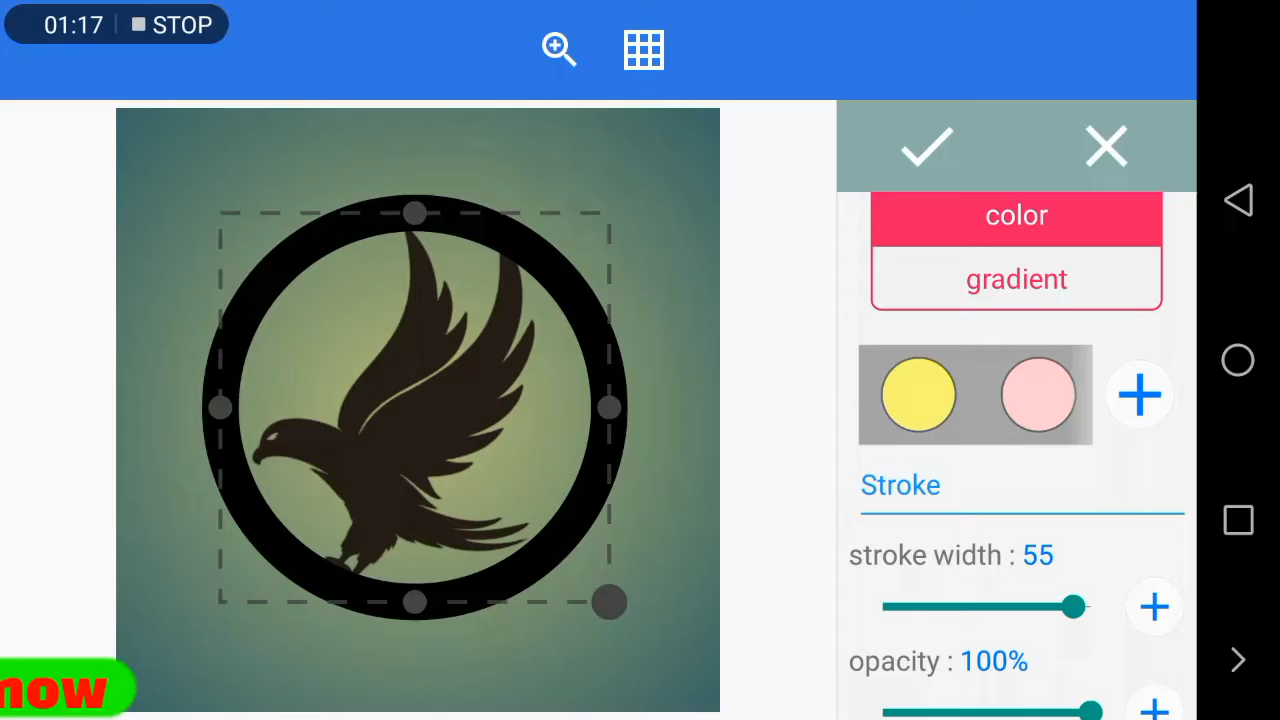 01:17 STOP
color
gradient
Stroke
stroke width : 55
opacity : 100%
now